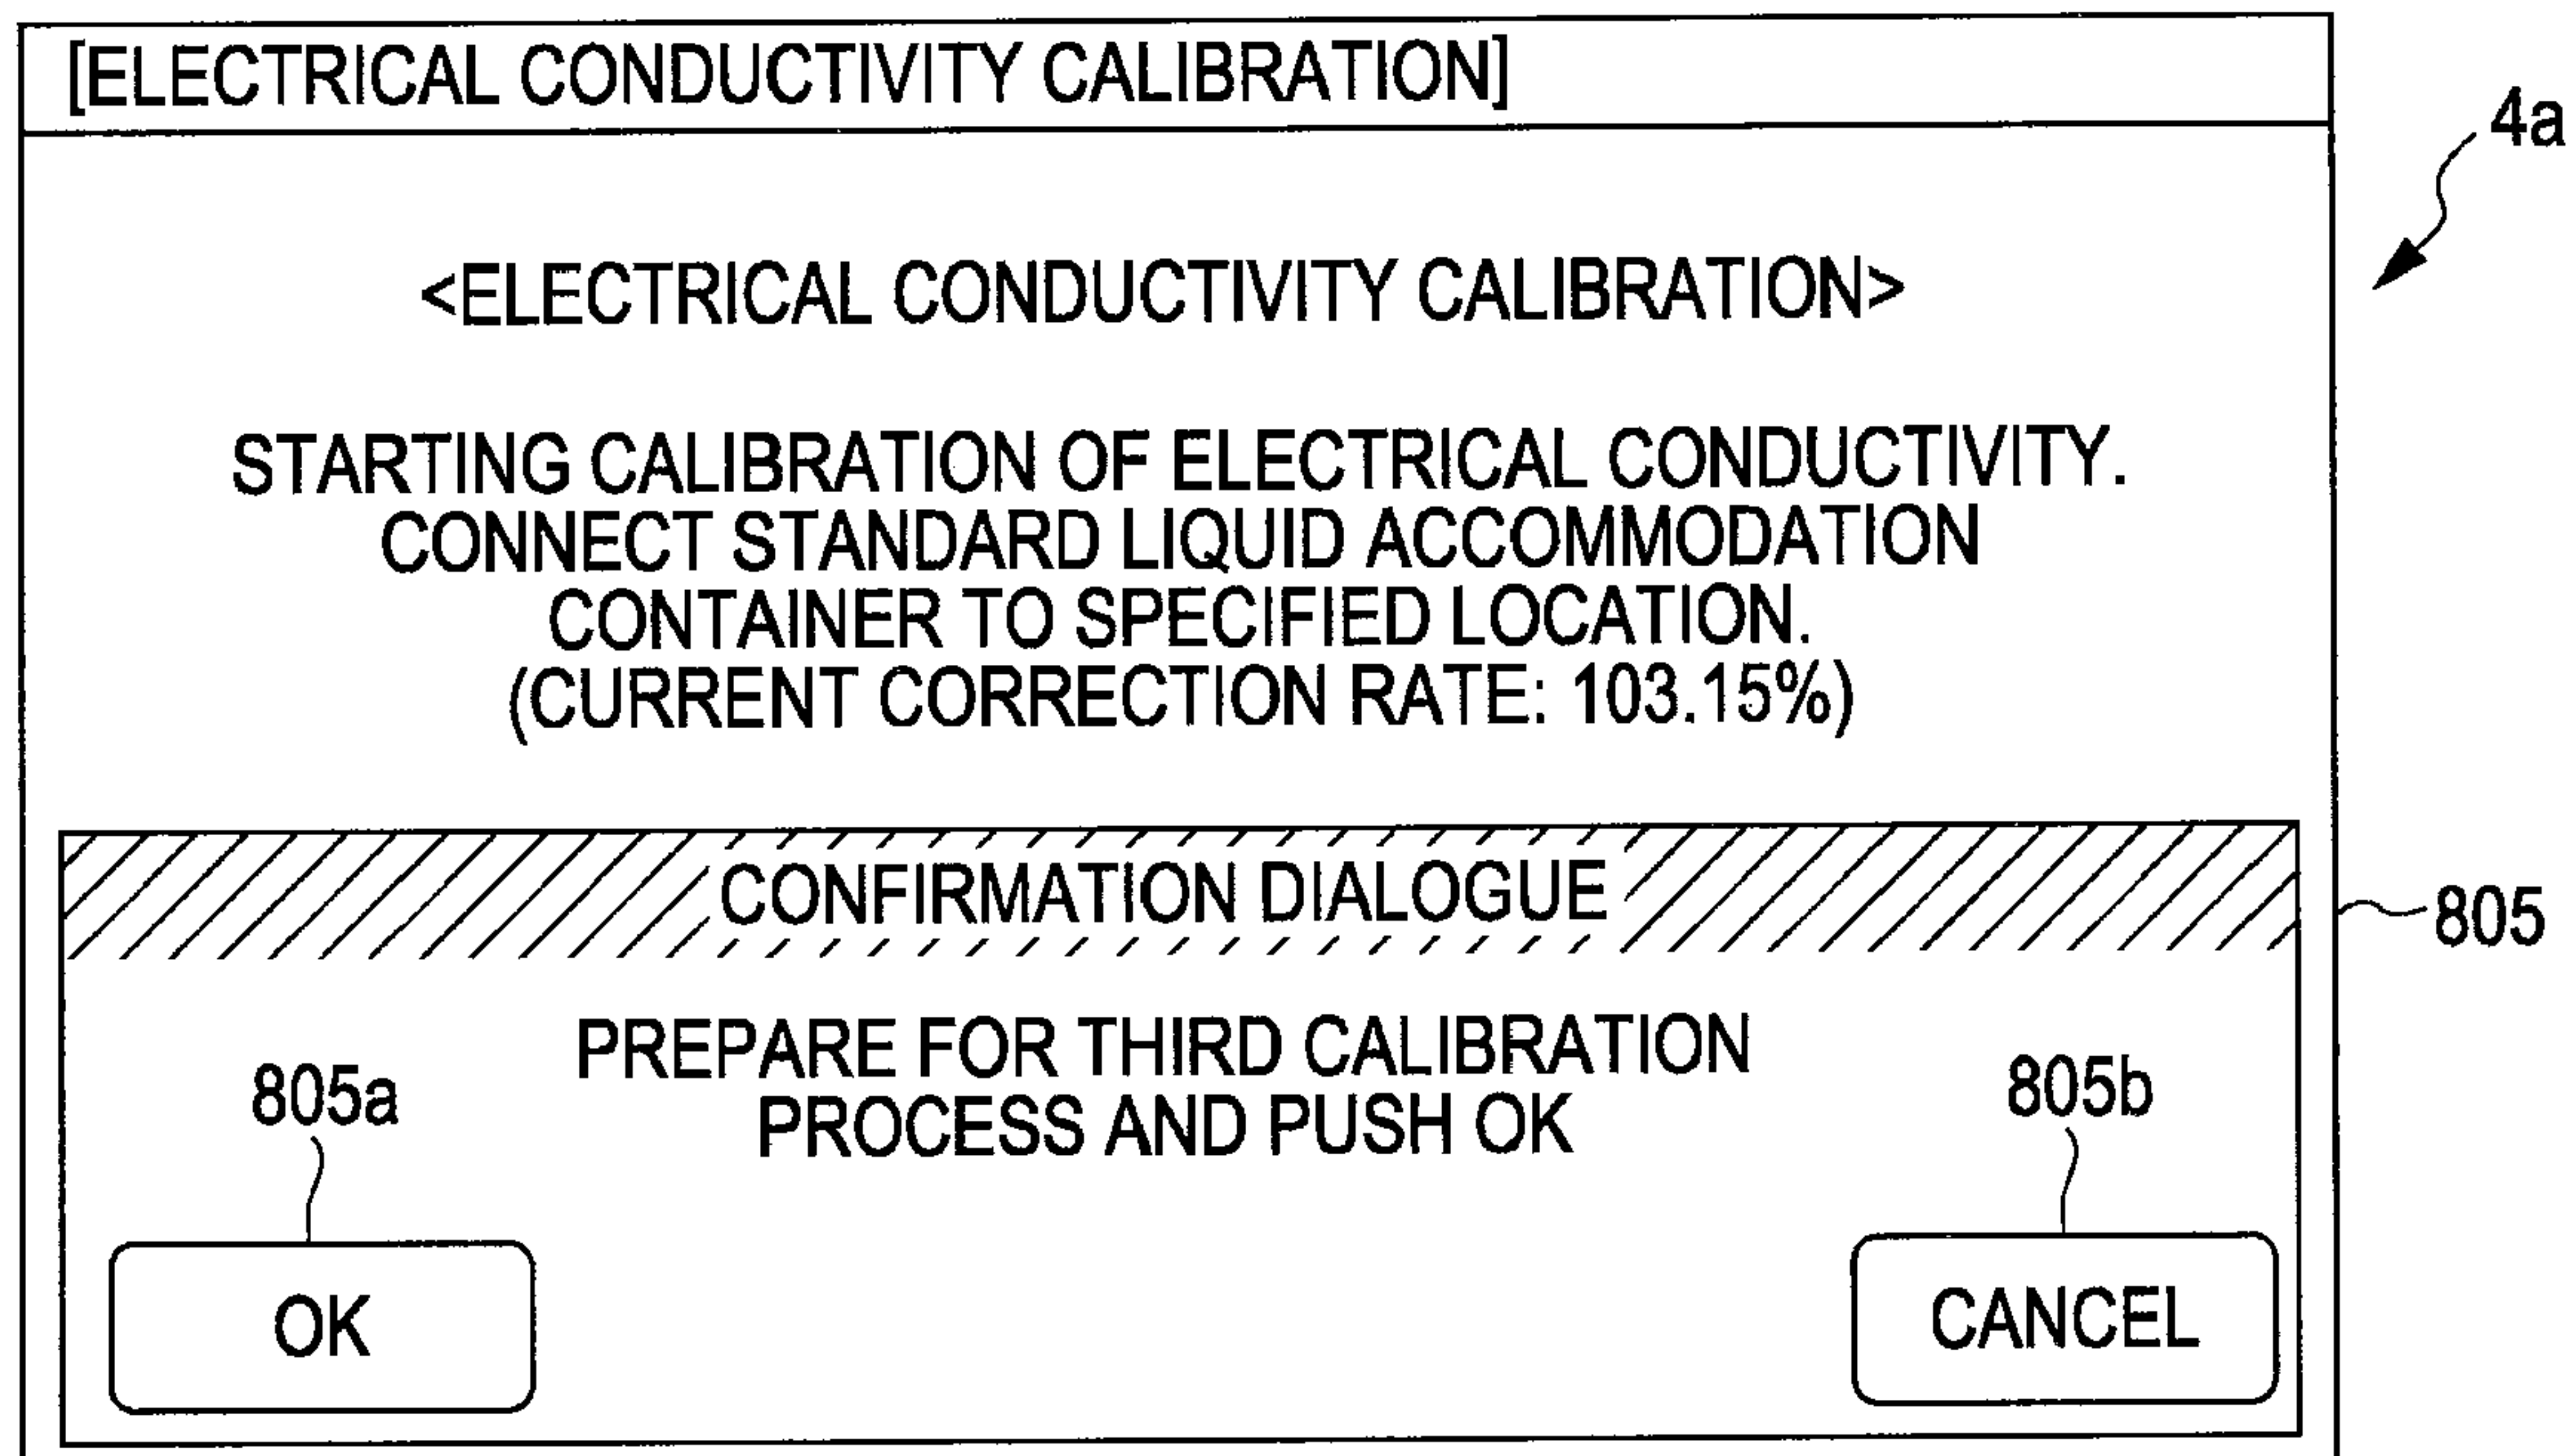 [ELECTRICAL CONDUCTIVITY CALIBRATION]
4a
<ELECTRICAL CONDUCTIVITY CALIBRATION>
STARTING CALIBRATION OF ELECTRICAL CONDUCTIVITY.
CONNECT STANDARD LIQUID ACCOMMODATION
CONTAINER TO SPECIFIED LOCATION.
(CURRENT CORRECTION RATE: 103.15%)
CONFIRMATION DIALOGUE
805
PREPARE FOR THIRD CALIBRATION
PROCESS AND PUSH OK
805a
805b
OK
CANCEL